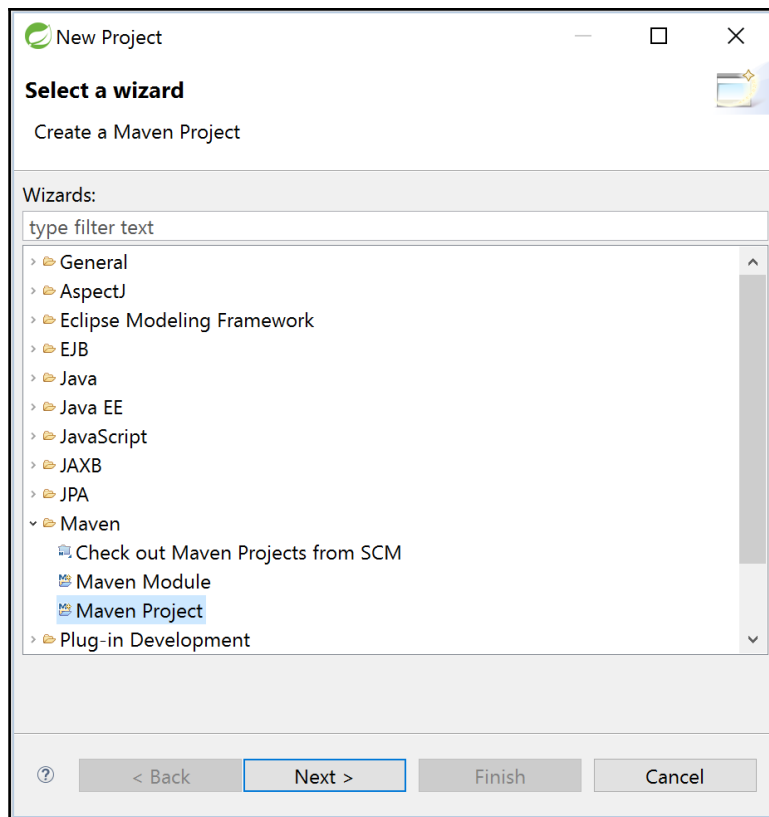 New Project
Select a wizard
Create a Maven Project
Wizards:
type filter text
General
AspectJ
Eclipse Modeling Framework
EJB
Java
Java EE
JavaScript
JAXB
JPA
Maven
Check out Maven Projects from SCM
Maven Module
Maven Project
Plug-in Development
< Back Next > Finish Cancel